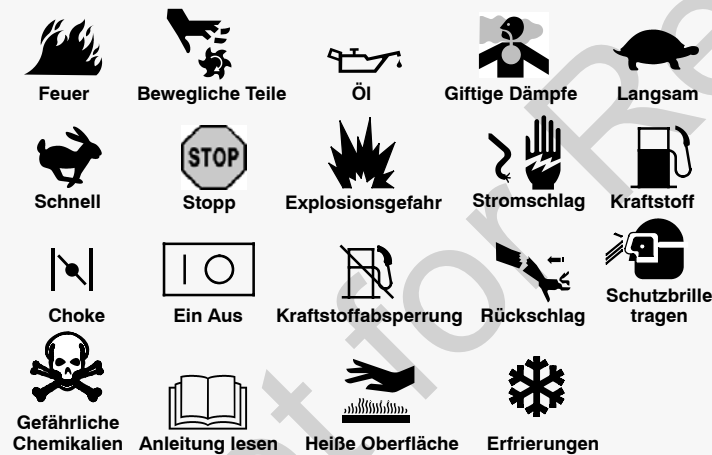 Feuer
Bewegliche Teile
Öl
Giftige Dämpfe
Langsam
STOP
Schnell
Stopp
Explosionsgefahr
Stromschlag
Kraftstoff
Choke
Ein Aus
Kraftstoffabsperrung
Rückschlag
Schutzbrille
tragen
Gefährliche
Chemikalien
Anleitung lesen
Heiße Oberfläche
Erfrierungen